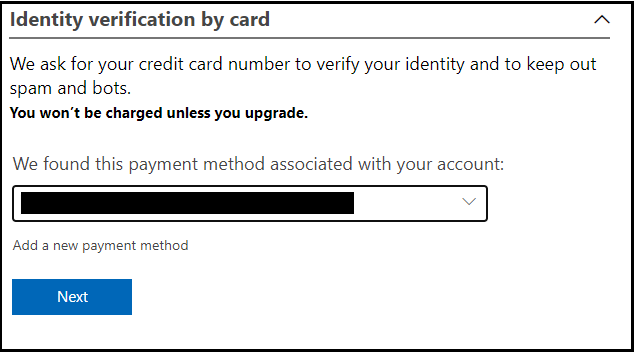 Identity verification by card
We ask for your credit card number to verify your identity and to keep out
spam and bots.
You won't be charged unless you upgrade.
We found this payment method associated with your account:
Add a new payment method
Next